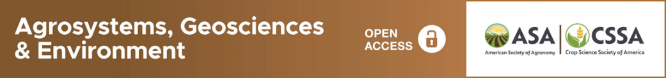 Agrosystems, Geosciences
& Environment
OPEN
ACCESS
ASA
American Society of Agronomy
CSSA
Crop Science Society of America